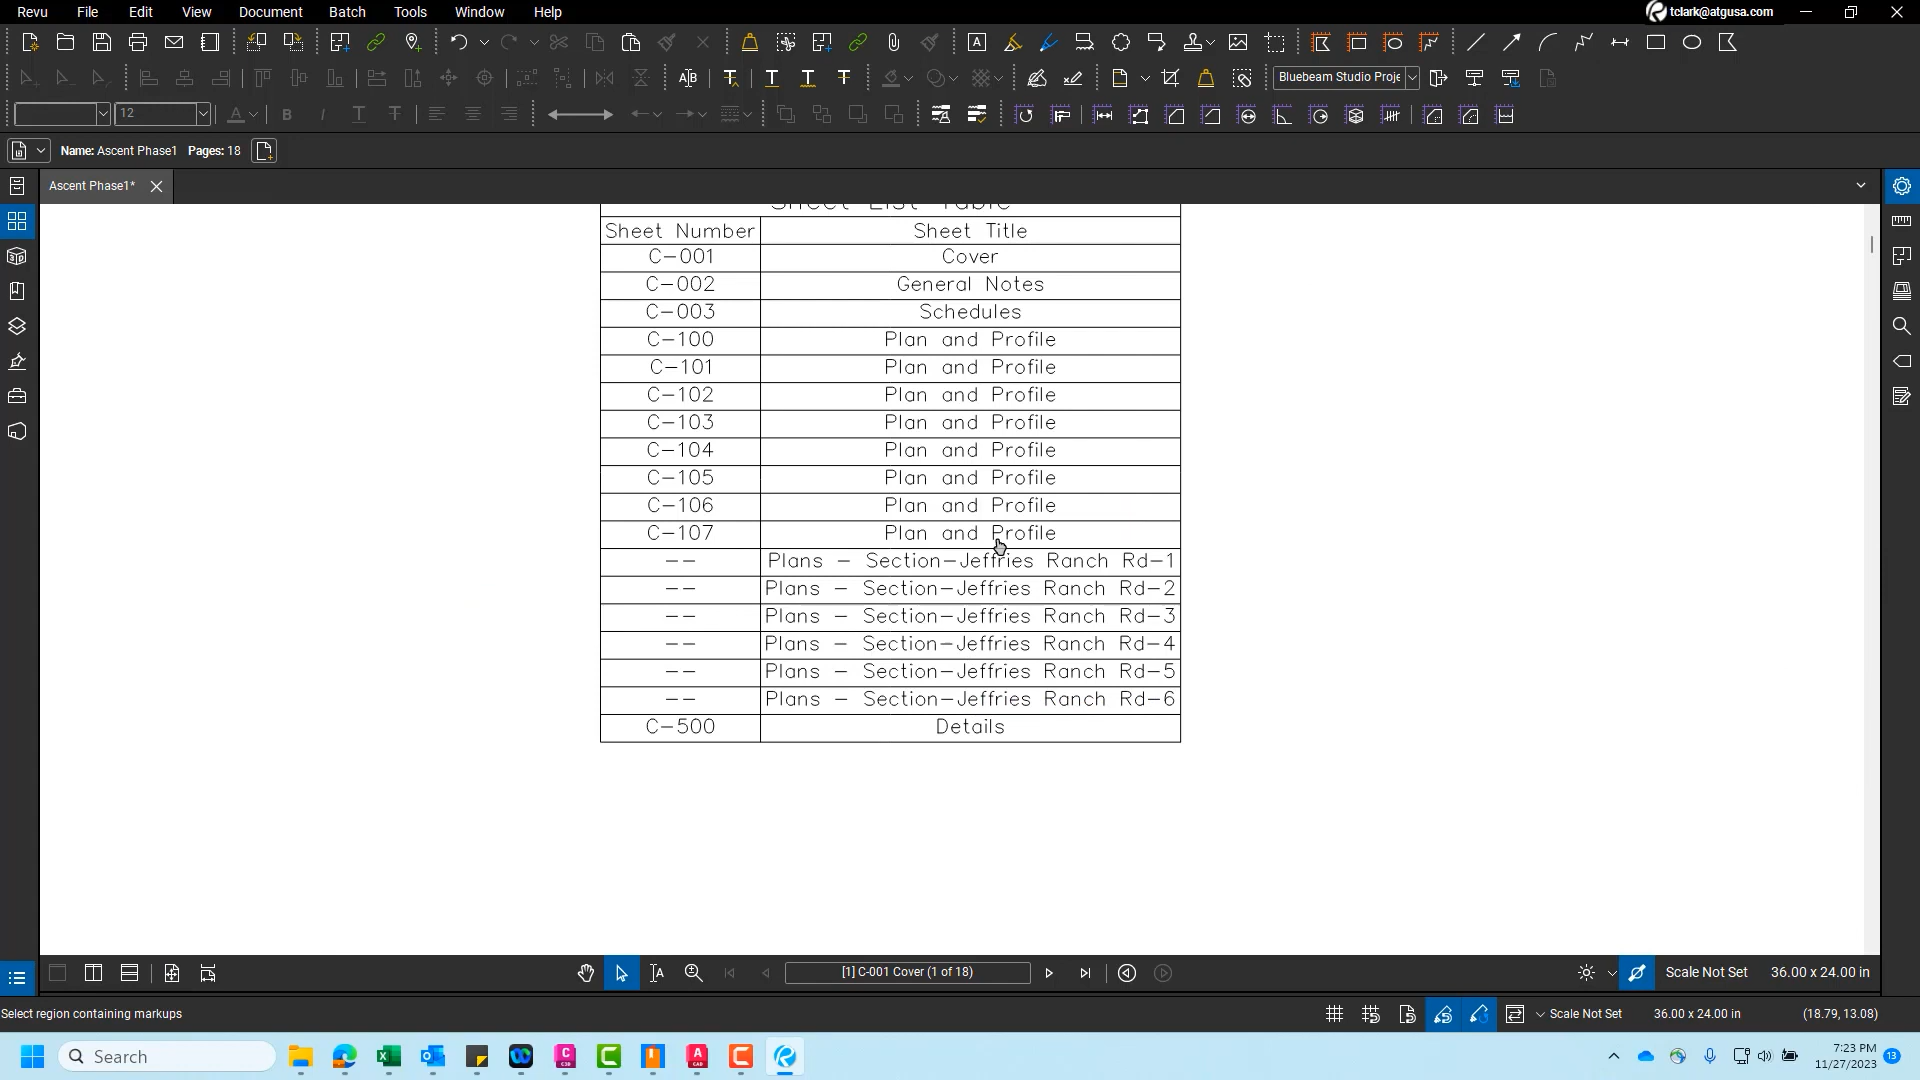 Revu File Edit View Document Batch Tools Window Help tclark@atgusa.com
Bluebeam Studio Proje
12
Name: Ascent Phase1 Pages: 18
Ascent Phase1*
Sheet List Table
Sheet Number Sheet Title
C-001 Cover
C-002 General Notes
C-003 Schedules
C-100 Plan and Profile
C-101 Plan and Profile
C-102 Plan and Profile
C-103 Plan and Profile
C-104 Plan and Profile
C-105 Plan and Profile
C-106 Plan and Profile
C-107 Plan and Profile
-- Plans - Section-Jeffries Ranch Rd-1
-- Plans - Section-Jeffries Ranch Rd-2
-- Plans - Section-Jeffries Ranch Rd-3
-- Plans - Section-Jeffries Ranch Rd-4
-- Plans - Section-Jeffries Ranch Rd-5
-- Plans - Section-Jeffries Ranch Rd-6
C-500 Details
[1] C-001 Cover (1 of 18) Scale Not Set 36.00 x 24.00 in
Select region containing markups Scale Not Set 36.00 x 24.00 in (18.79, 13.08)
Search
7:23 PM
11/27/2023 13